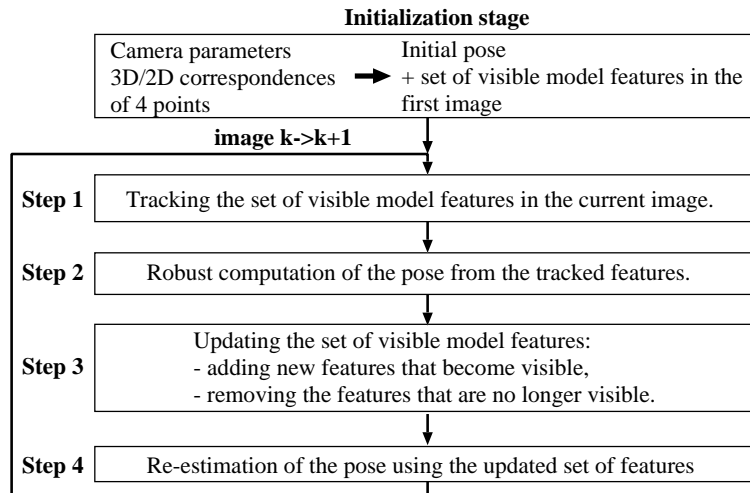 Initialization stage
Camera parameters
3D/2D correspondences
of 4 points
Initial pose
+ set of visible model features in the
first image
image k->k+1
Step 1
Tracking the set of visible model features in the current image.
Step 2
Robust computation of the pose from the tracked features.
Step 3
Updating the set of visible model features:
- adding new features that become visible,
- removing the features that are no longer visible.
Step 4
Re-estimation of the pose using the updated set of features